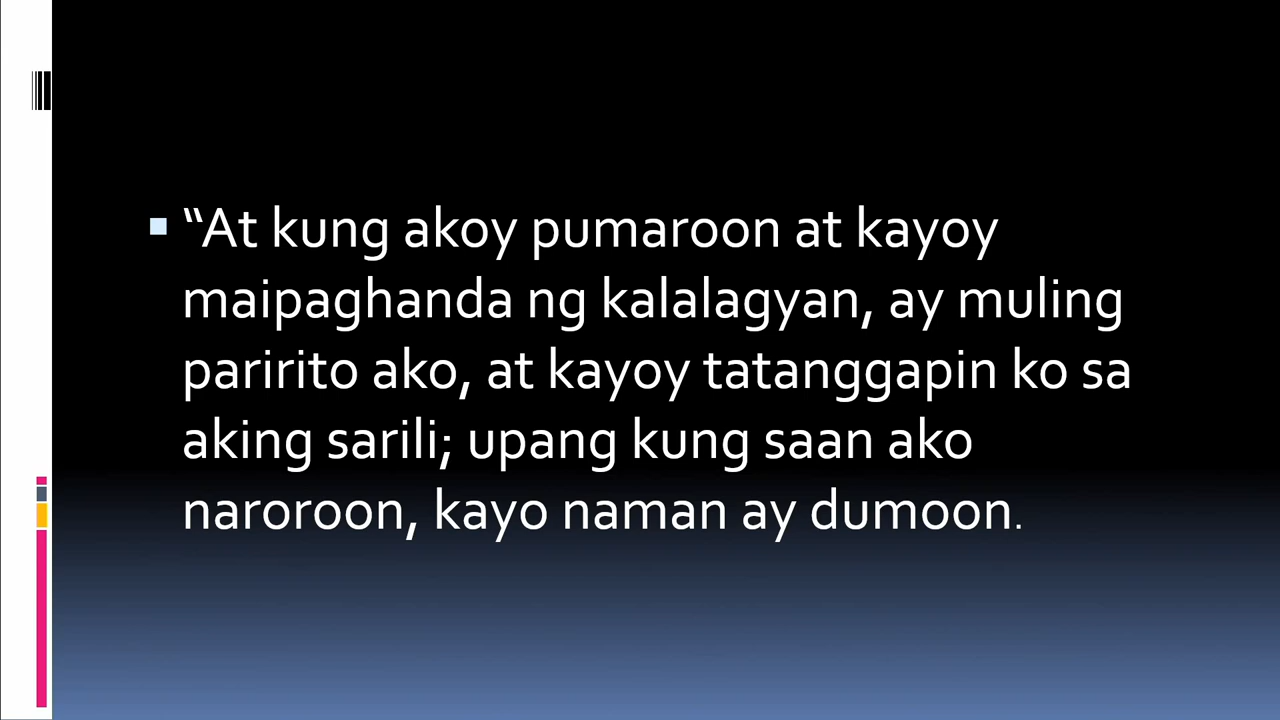 “At kung akoy pumaroon at kayoy
maipaghanda ng kalalagyan, ay muling
paririto ako, at kayoy tatanggapin ko sa
aking sarili; upang kung saan ako
naroroon, kayo naman ay dumoon.